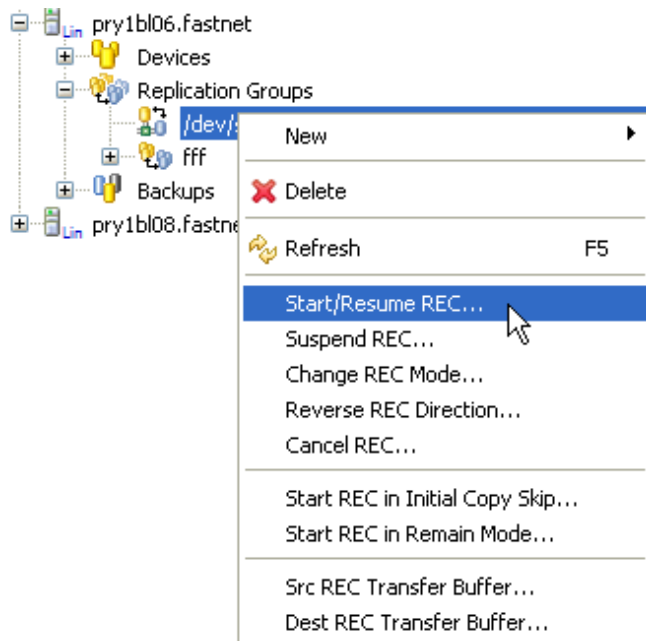 Lin pry1bl06.fastnet
Devices
Replication Groups
/dev/
fff
Backups
Lin pry1bl08.fastne
New
Delete
Refresh F5
Start/Resume REC...
Suspend REC...
Change REC Mode...
Reverse REC Direction...
Cancel REC...
Start REC in Initial Copy Skip...
Start REC in Remain Mode...
Src REC Transfer Buffer...
Dest REC Transfer Buffer...